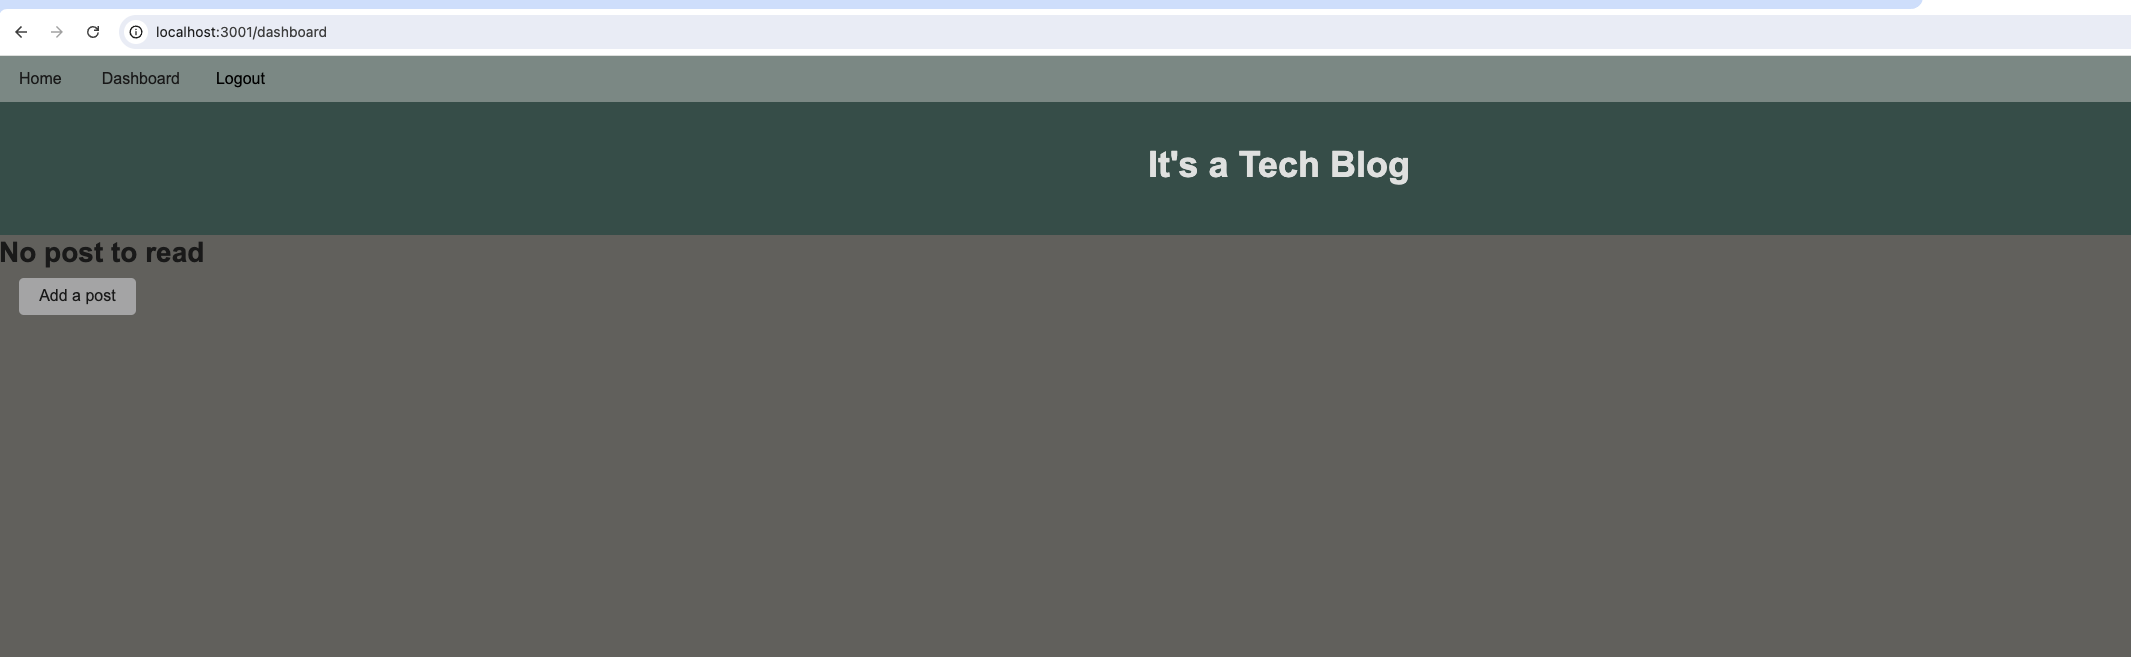 localhost:3001/dashboard
Home Dashboard Logout
It's a Tech Blog
No post to read
Add a post